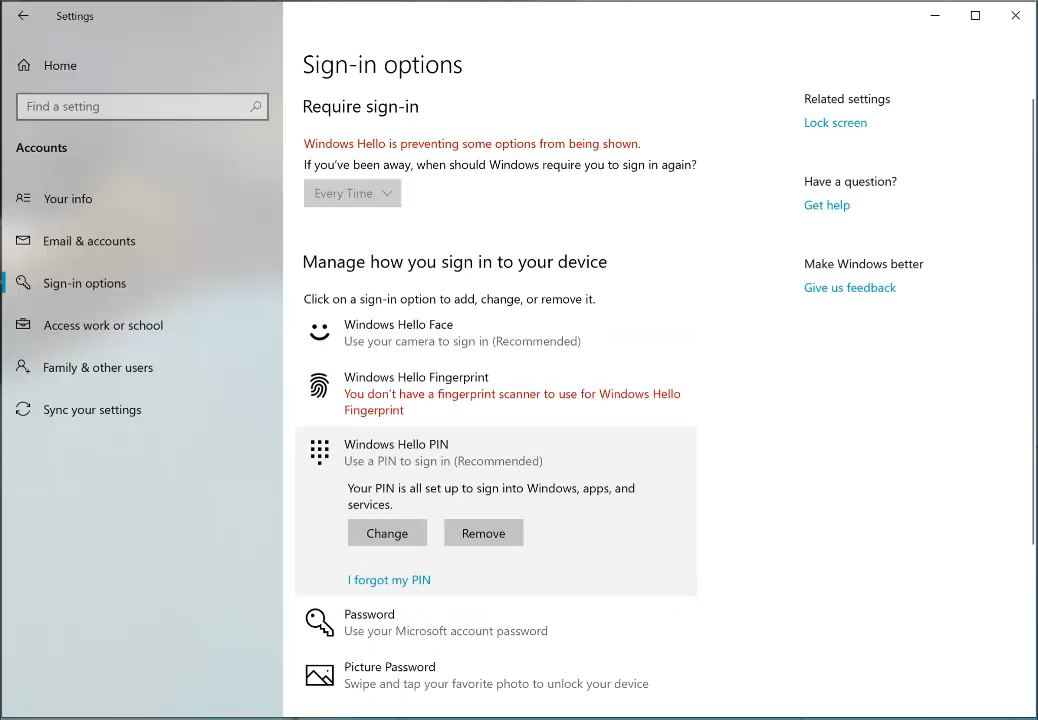 Settings
Home
Find a setting
Accounts
Your info
Email & accounts
Sign-in options
Access work or school
Family & other users
Sync your settings
Sign-in options
Require sign-in
Windows Hello is preventing some options from being shown.
If you've been away, when should Windows require you to sign in again?
Every Time
Manage how you sign in to your device
Click on a sign-in option to add, change, or remove it.
Windows Hello Face
Use your camera to sign in (Recommended)
Windows Hello Fingerprint
You don't have a fingerprint scanner to use for Windows Hello
Fingerprint
Windows Hello PIN
Use a PIN to sign in (Recommended)
Your PIN is all set up to sign into Windows, apps, and
services.
Change
Remove
I forgot my PIN
Password
Use your Microsoft account password
Picture Password
Swipe and tap your favorite photo to unlock your device
Related settings
Lock screen
Have a question?
Get help
Make Windows better
Give us feedback